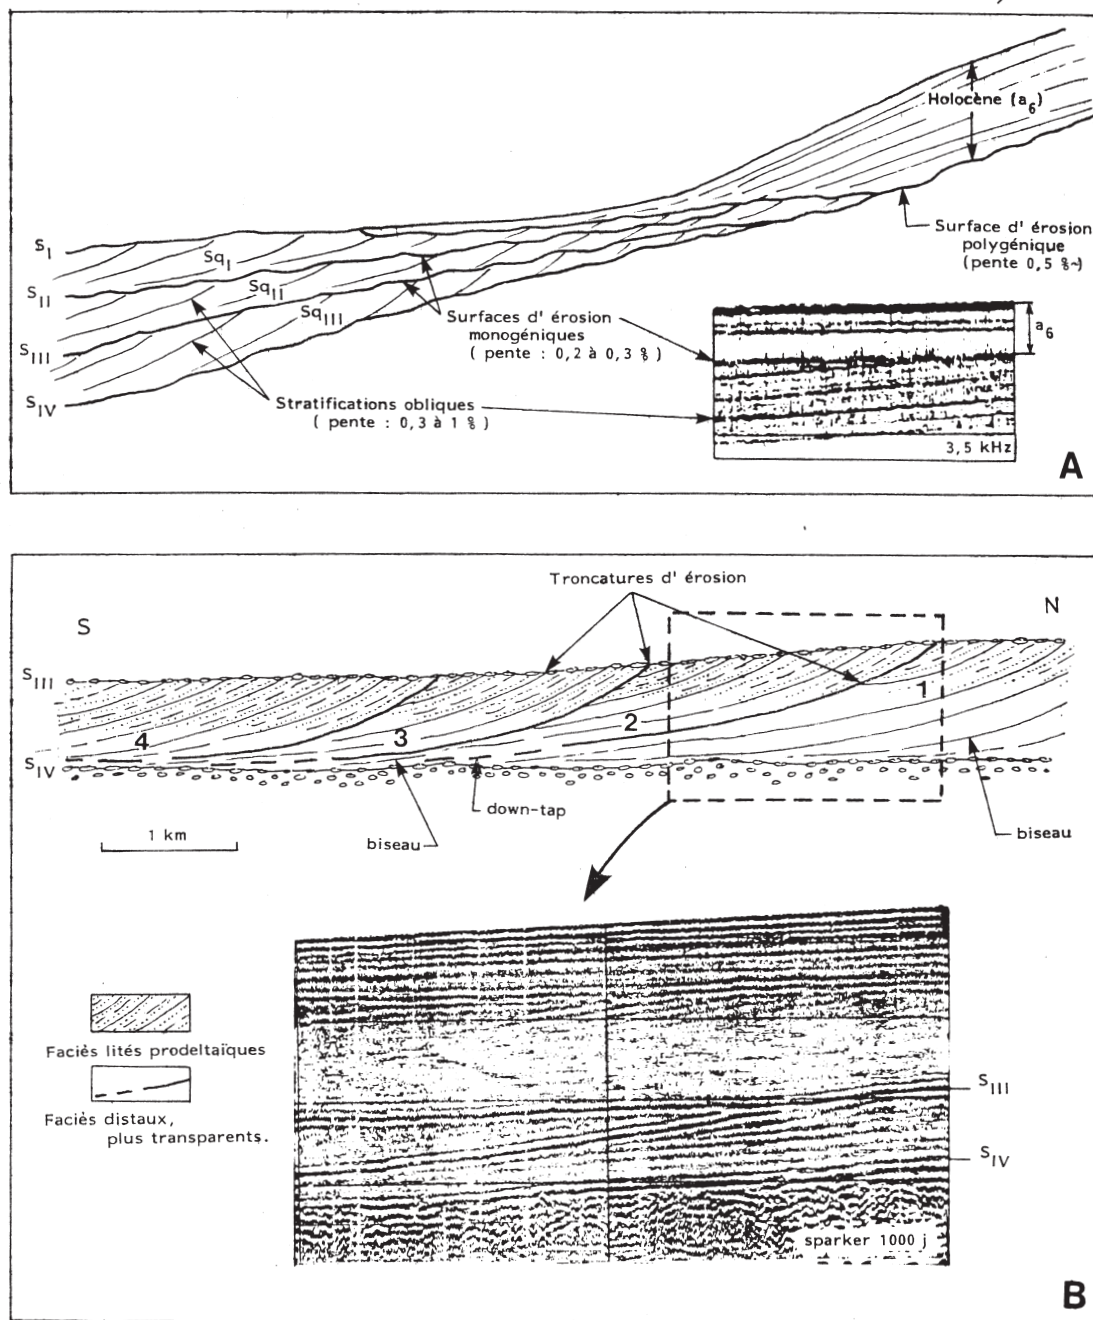 Holocène (a6)
SI
SqI
Surface d'érosion
polygénique
(pente 0,5 %~)
SII
SqII
SqIII
Surfaces d'érosion
monogéniques
( pente : 0,2 à 0,3 % )
a6
SIII
SIV
Stratifications obliques
( pente : 0,3 à 1 % )
3,5 kHz
A
Troncatures d'érosion
S
N
SIII
1
2
3
4
SIV
down-tap
biseau
biseau
1 km
Faciès lités prodeltaïques
Faciès distaux,
plus transparents.
SIII
SIV
sparker 1000 j
B